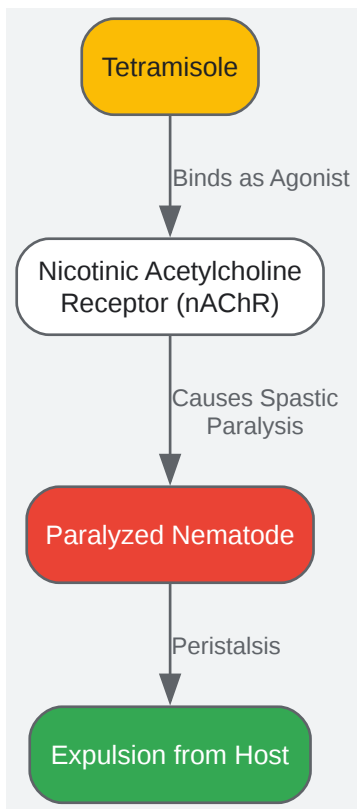 Tetramisole
Binds as Agonist
Nicotinic Acetylcholine
Receptor (nAChR)
Causes Spastic
Paralysis
Paralyzed Nematode
Peristalsis
Expulsion from Host